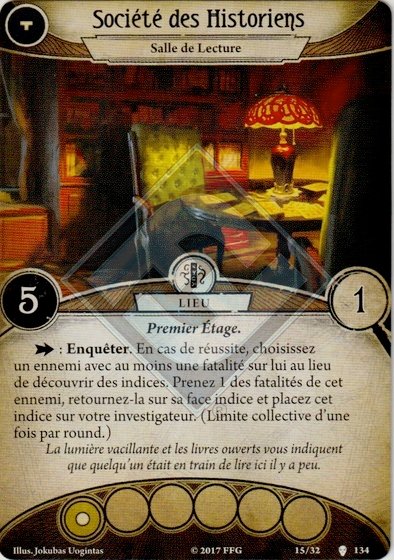 Société des Historiens
Salle de Lecture
5
LIEU
1
Premier Étage.
: Enquêter. En cas de réussite, choisissez
un ennemi avec au moins une fatalité sur lui au lieu
de découvrir des indices. Prenez 1 des fatalités de cet
ennemi, retournez-la sur sa face indice et placez cet
indice sur votre investigateur. (Limite collective d'une
fois par round.)
La lumière vacillante et les livres ouverts vous indiquent
que quelqu'un était en train de lire ici il y a peu.
Illus. Jokubas Uogintas
© 2017 FFG
15/32
134